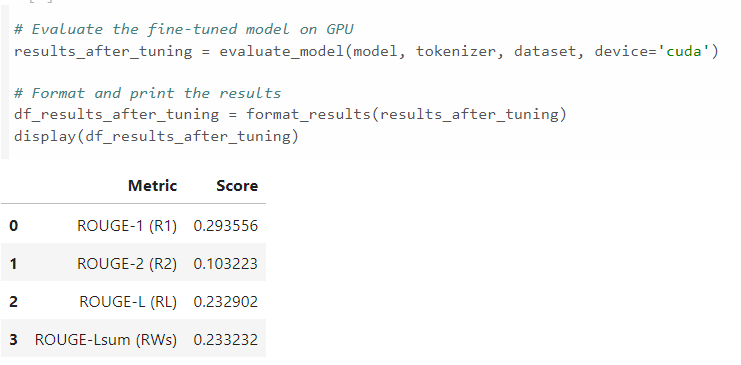 # Evaluate the fine-tuned model on GPU
results_after_tuning = evaluate_model(model, tokenizer, dataset, device='cuda')
# Format and print the results
df_results_after_tuning = format_results(results_after_tuning)
display(df_results_after_tuning)
Metric Score
0 ROUGE-1 (R1) 0.293556
1 ROUGE-2 (R2) 0.103223
2 ROUGE-L (RL) 0.232902
3 ROUGE-Lsum (RWs) 0.233232